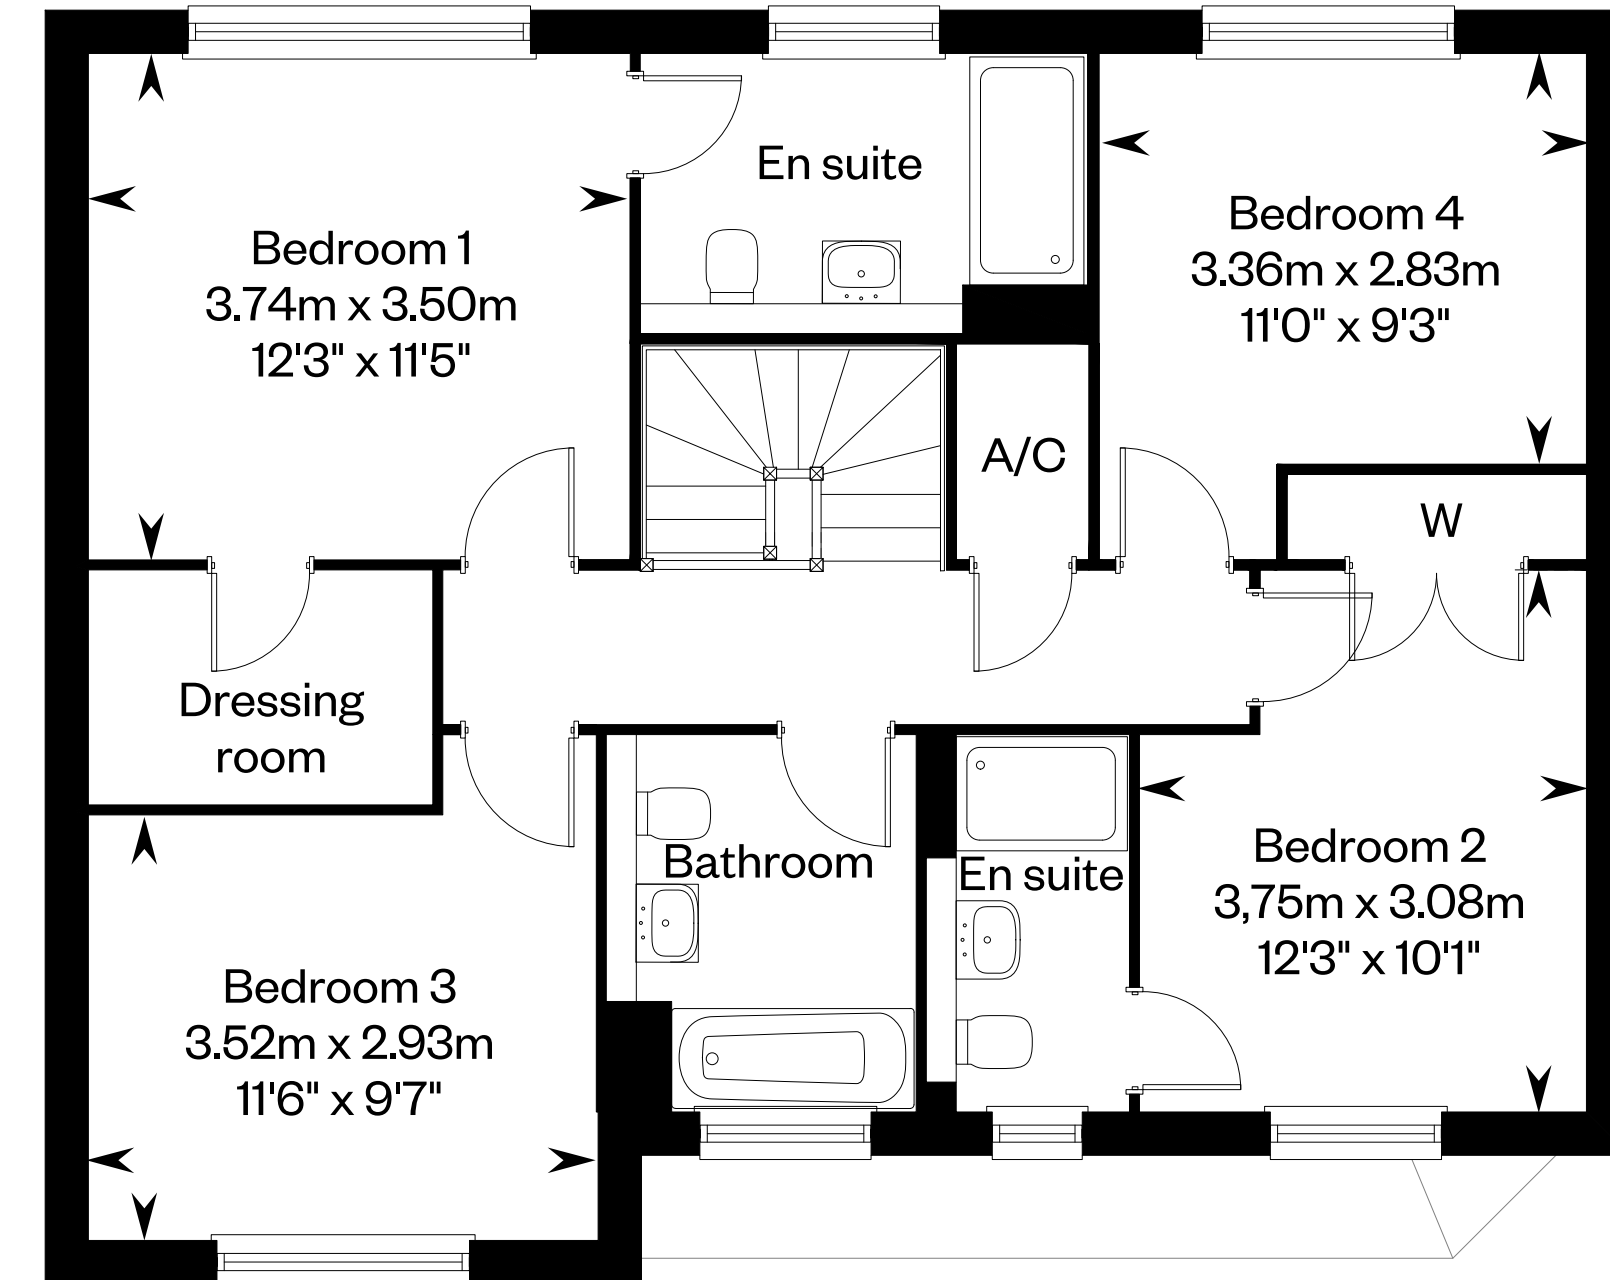 En suite
Bedroom 1
3.74m x 3.50m
12'3" x 11'5"
Bedroom 4
3.36m x 2.83m
11'0" x 9'3"
A/C
W
Dressing
room
Bathroom
En suite
Bedroom 2
3,75m x 3.08m
12'3" x 10'1"
Bedroom 3
3.52m x 2.93m
11'6" x 9'7"